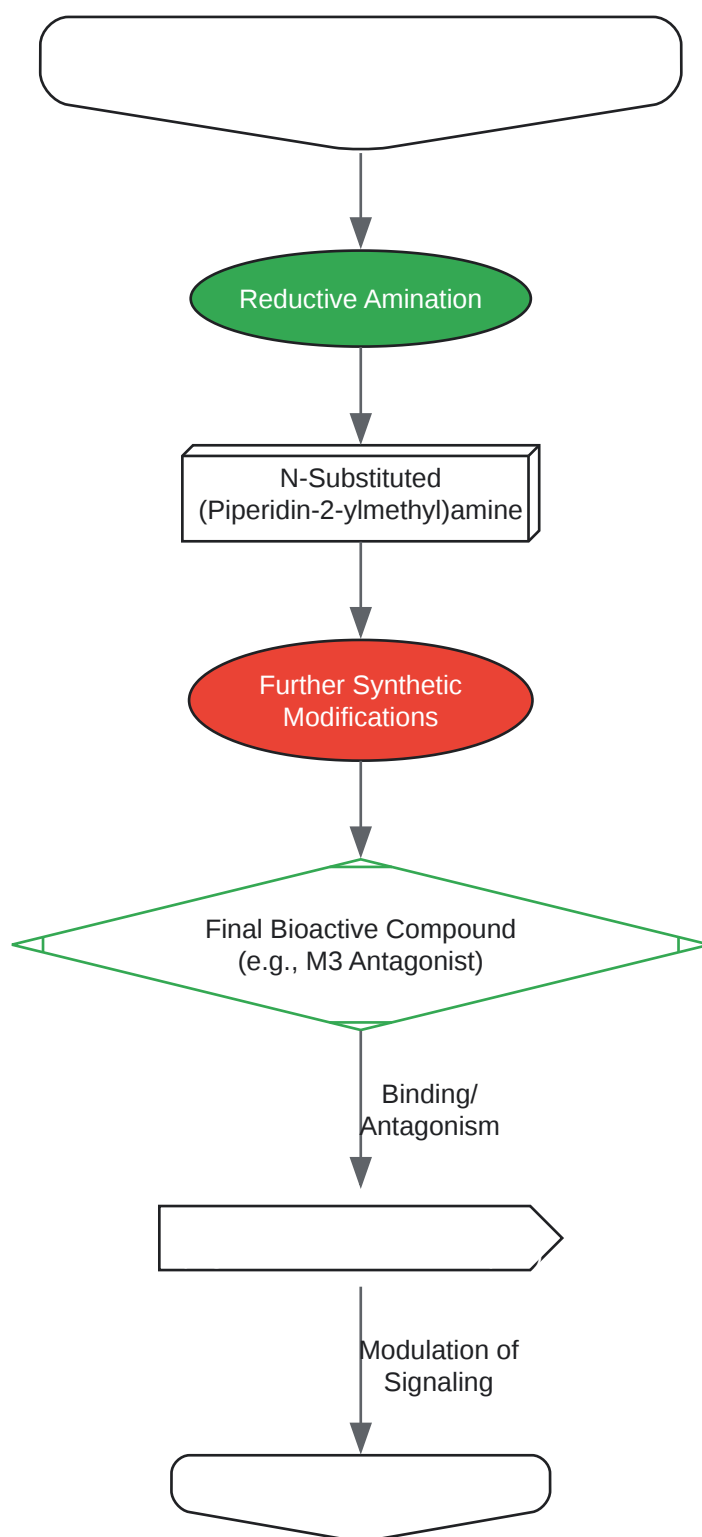 Reductive Amination
N-Substituted
(Piperidin-2-ylmethyl)amine
Further Synthetic
Modifications
Final Bioactive Compound
(e.g., M3 Antagonist)
Binding/
Antagonism
Modulation of
Signaling